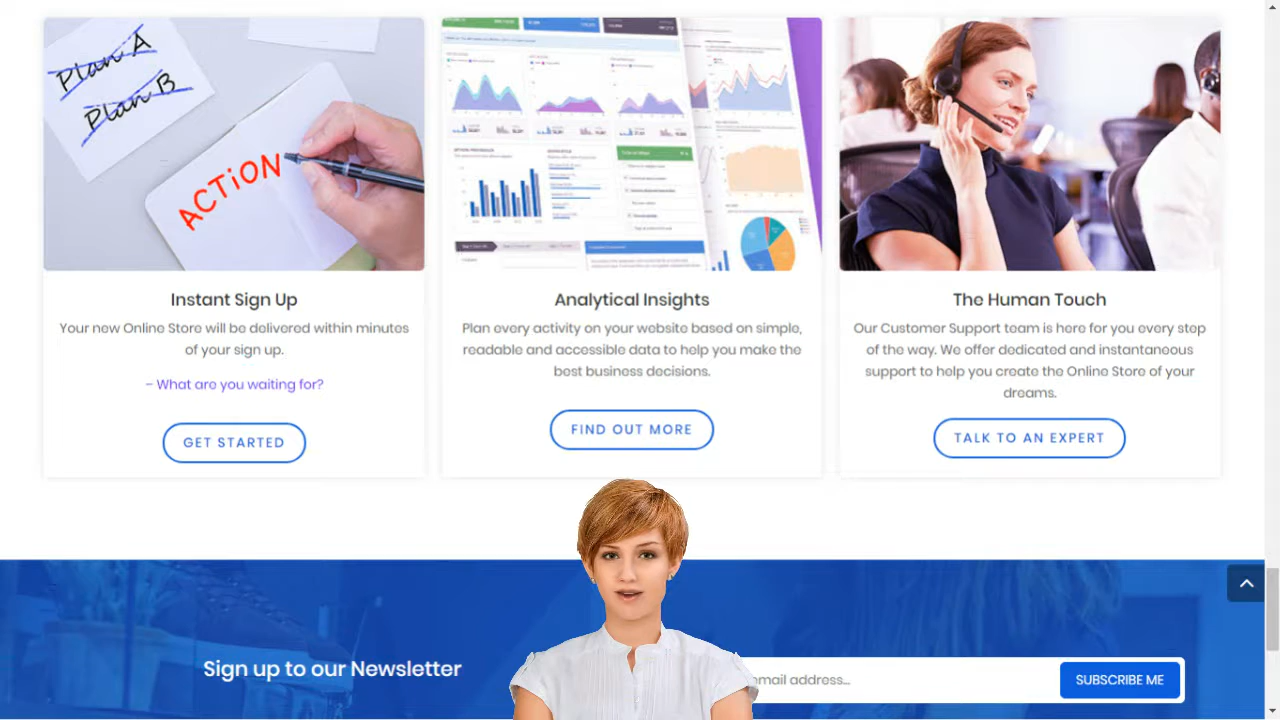 Plan A
Plan B
ACTION
Instant Sign Up
Your new Online Store will be delivered within minutes
of your sign up.
– What are you waiting for?
GET STARTED
Analytical Insights
Plan every activity on your website based on simple,
readable and accessible data to help you make the
best business decisions.
FIND OUT MORE
The Human Touch
Our Customer Support team is here for you every step
of the way. We offer dedicated and instantaneous
support to help you create the Online Store of your
dreams.
TALK TO AN EXPERT
Sign up to our Newsletter
address...
SUBSCRIBE ME